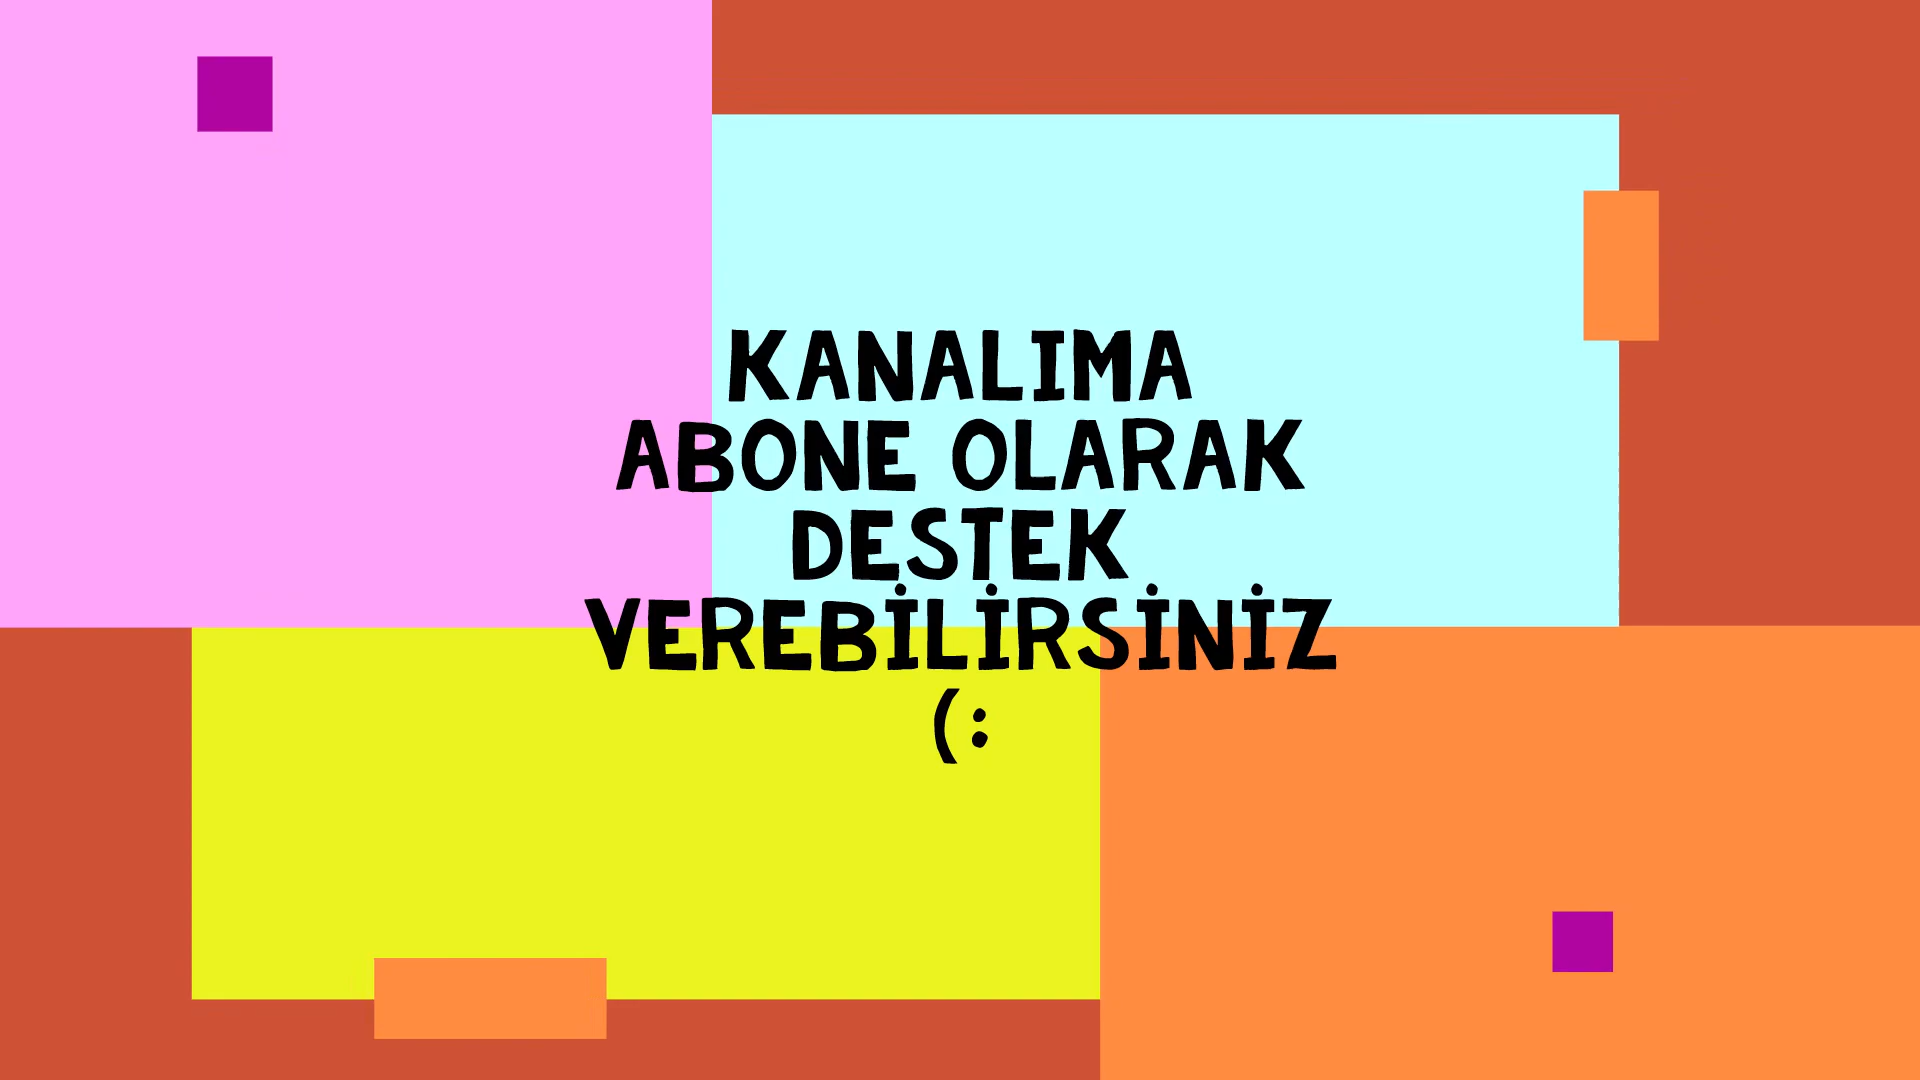 KANALIMA
ABONE OLARAK
DESTEK
VEREBİLİRSİNİZ
(: